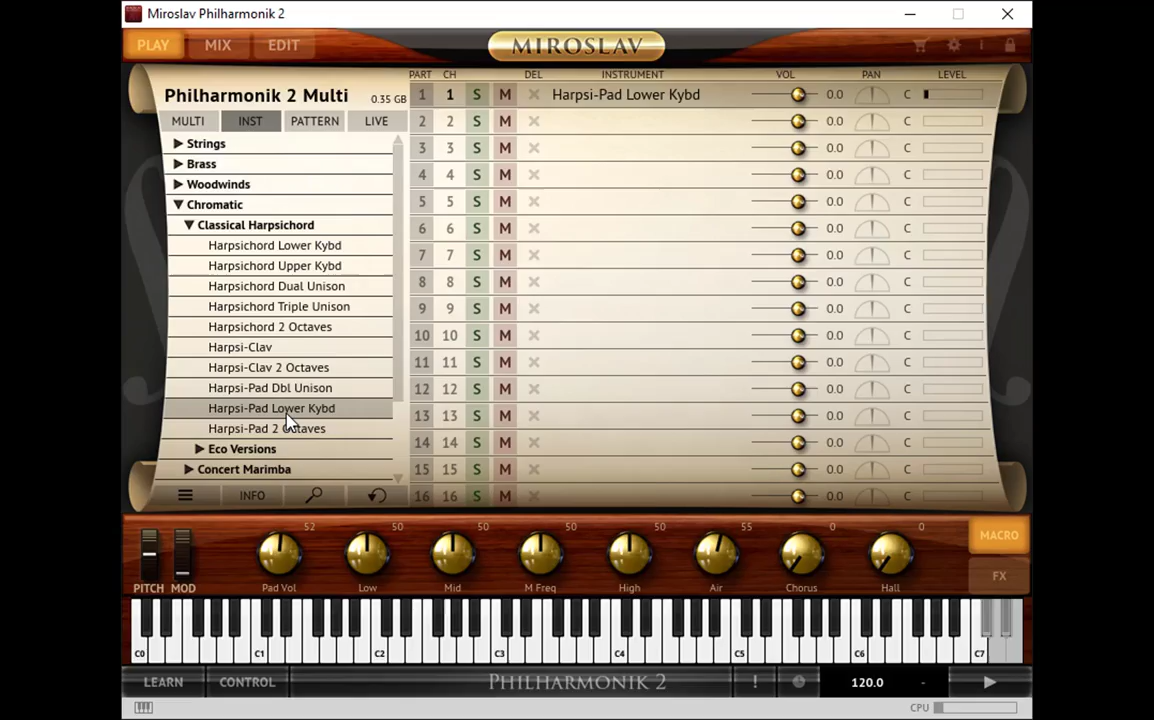 Miroslav Philharmonik 2
PLAY MIX EDIT MIROSLAV i
Philharmonik 2 Multi 0.35 GB
MULTI INST PATTERN LIVE
Strings
Brass
Woodwinds
Chromatic
Classical Harpsichord
Harpsichord Lower Kybd
Harpsichord Upper Kybd
Harpsichord Dual Unison
Harpsichord Triple Unison
Harpsichord 2 Octaves
Harpsi-Clav
Harpsi-Clav 2 Octaves
Harpsi-Pad Dbl Unison
Harpsi-Pad Lower Kybd
Harpsi-Pad 2 Octaves
Eco Versions
Concert Marimba
INFO
PART CH DEL INSTRUMENT VOL PAN LEVEL
1 1 S M Harpsi-Pad Lower Kybd 0.0 C
2 2 S M 0.0 C
3 3 S M 0.0 C
4 4 S M 0.0 C
5 5 S M 0.0 C
6 6 S M 0.0 C
7 7 S M 0.0 C
8 8 S M 0.0 C
9 9 S M 0.0 C
10 10 S M 0.0 C
11 11 S M 0.0 C
12 12 S M 0.0 C
13 13 S M 0.0 C
14 14 S M 0.0 C
15 15 S M 0.0 C
16 16 S M 0.0 C
52 50 50 50 50 55 0 0
MACRO
FX
PITCH MOD Pad Vol Low Mid M Freq High Air Chorus Hall
C0 C1 C2 C3 C4 C5 C6 C7
LEARN CONTROL PHILHARMONIK 2 ! 120.0 -
CPU